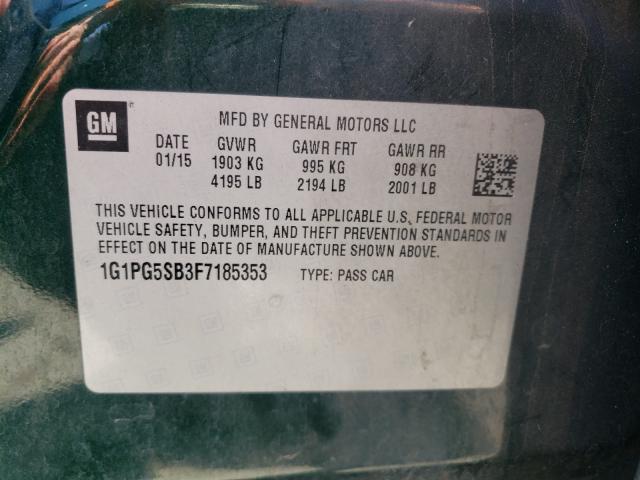 GM
MFD BY GENERAL MOTORS LLC
DATE GVWR GAWR FRT GAWR RR
01/15 1903 KG 995 KG 908 KG
4195 LB 2194 LB 2001 LB
THIS VEHICLE CONFORMS TO ALL APPLICABLE U.S. FEDERAL MOTOR
VEHICLE SAFETY, BUMPER, AND THEFT PREVENTION STANDARDS IN
EFFECT ON THE DATE OF MANUFACTURE SHOWN ABOVE.
1G1PG5SB3F7185353 TYPE: PASS CAR